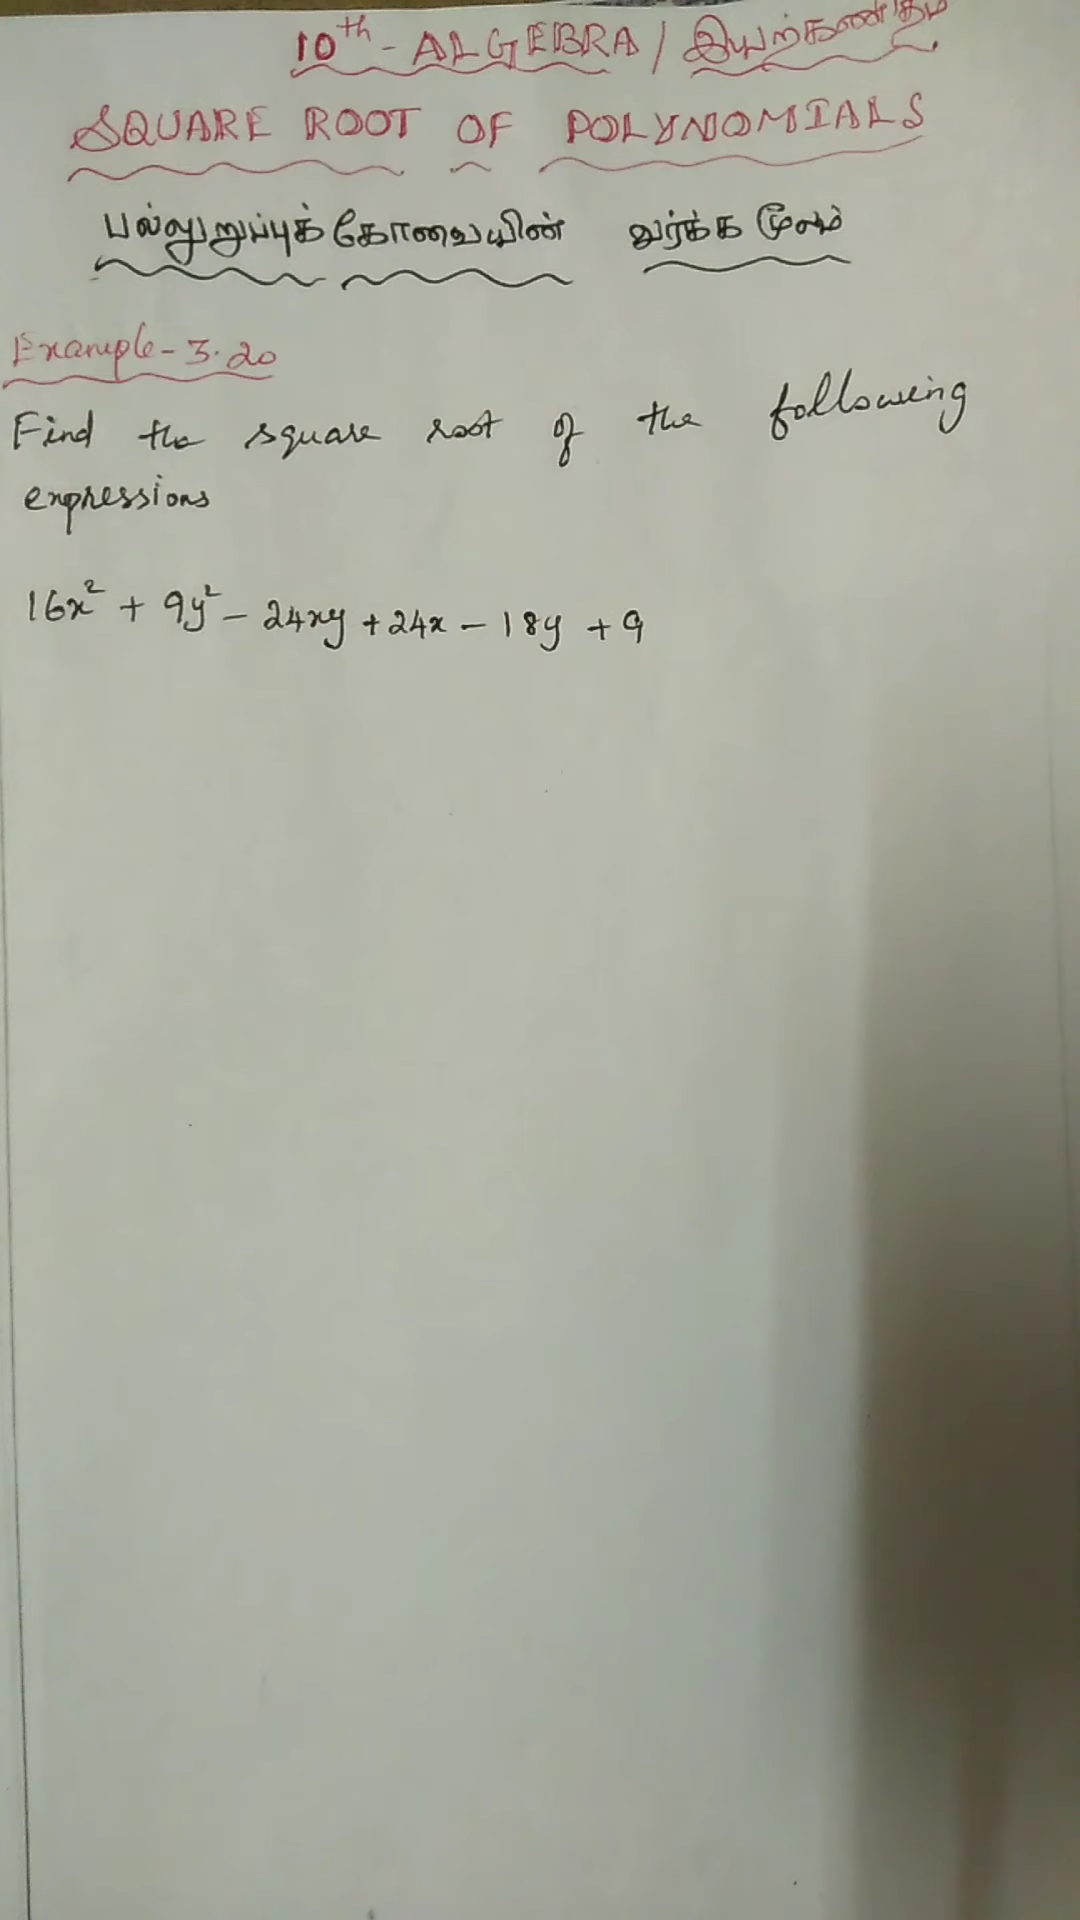 10th - ALGEBRA / இயற்கணிதம்
SQUARE ROOT OF POLYNOMIALS
பல்லுறுப்புக்கோவையின் வர்க்க மூலம்
Example - 3.20
Find the square root of the following
expressions
16x² + 9y² - 24xy + 24x - 18y + 9